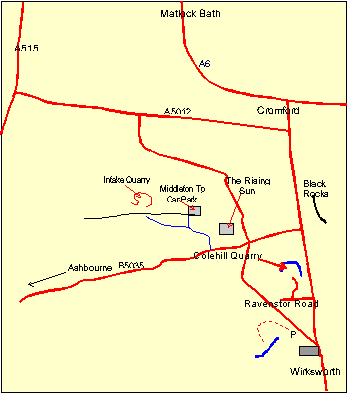 Matlock Bath
A515
A6
A5012
Cromford
Intake Quarry
Middleton Top
Car Park
The Rising
Sun
Black
Rocks
Colehill Quarry
Ashbourne
B5035
Ravenstor Road
P
Wirksworth